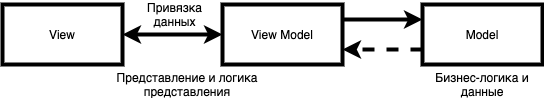 Привязка
данных
View
View Model
Model
Представление и логика
представления
Бизнес-логика и
данные